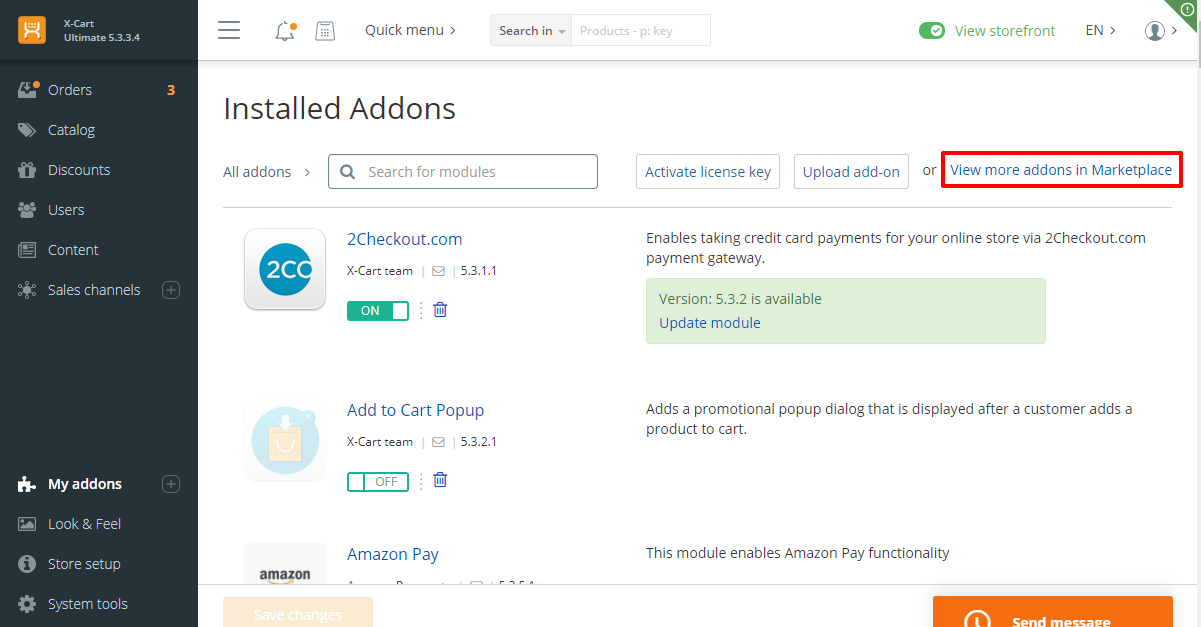 X-Cart
Ultimate 5.3.3.4
Quick menu
Search in
Products - p: key
View storefront
EN
Orders
3
Catalog
Discounts
Users
Content
Sales channels
My addons
Look & Feel
Store setup
System tools
Installed Addons
All addons
Search for modules
Activate license key
Upload add-on
or
View more addons in Marketplace
2CO
2Checkout.com
X-Cart team | | 5.3.1.1
ON
Enables taking credit card payments for your online store via 2Checkout.com
payment gateway.
Version: 5.3.2 is available
Update module
Add to Cart Popup
X-Cart team | | 5.3.2.1
OFF
Adds a promotional popup dialog that is displayed after a customer adds a
product to cart.
amazon
Amazon Pay
This module enables Amazon Pay functionality
Save changes
Send message